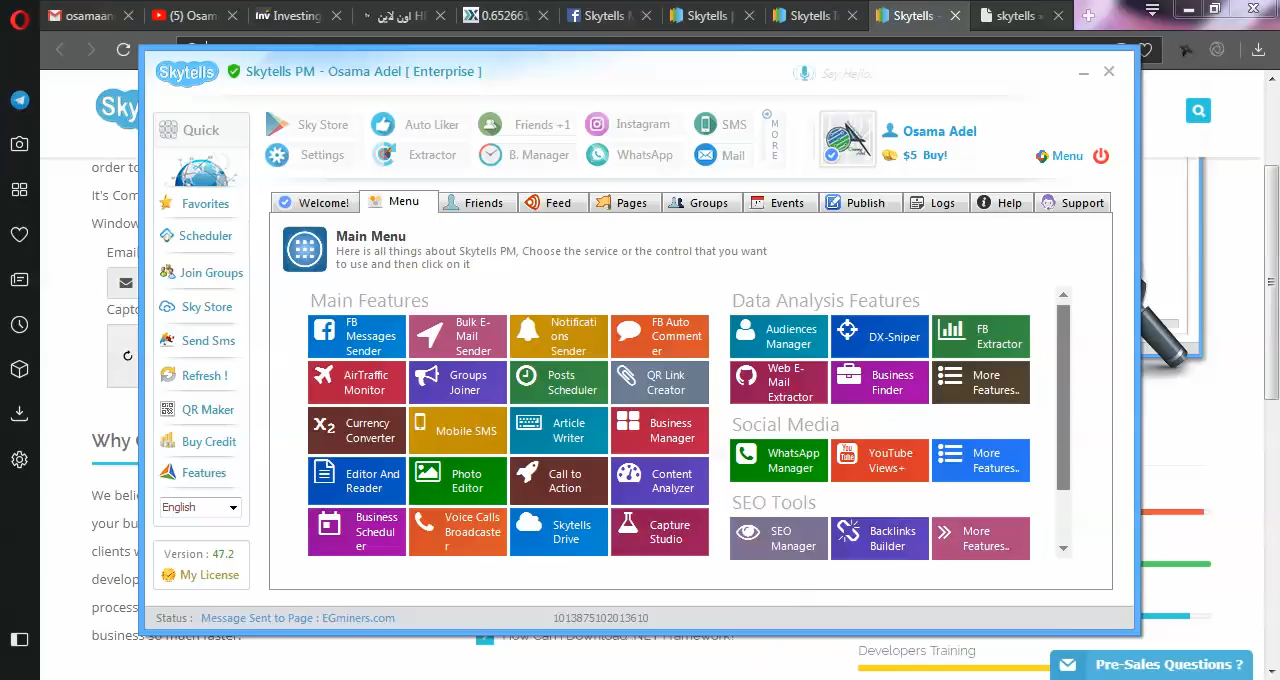 osamaan
(5) Osam
Investing
اون لاين
0.652661
Skytells
Skytells |
Skytells
Skytells -
skytells »
Skytells
Skytells PM - Osama Adel [ Enterprise ]
Say Hello.
Quick
Favorites
Scheduler
Join Groups
Sky Store
Send Sms
Refresh !
QR Maker
Buy Credit
Features
English
Version : 47.2
My License
Sky Store
Auto Liker
Friends +1
Instagram
SMS
Settings
Extractor
B. Manager
WhatsApp
Mail
MORE
Osama Adel
$5 Buy!
Menu
Welcome!
Menu
Friends
Feed
Pages
Groups
Events
Publish
Logs
Help
Support
Main Menu
Here is all things about Skytells PM, Choose the service or the control that you want
to use and then click on it
Main Features
FB
Messages
Sender
Bulk E-
Mail
Sender
Notificati
ons
Sender
FB Auto
Comment
er
AirTraffic
Monitor
Groups
Joiner
Posts
Scheduler
QR Link
Creator
Currency
Converter
Mobile SMS
Article
Writer
Business
Manager
Editor And
Reader
Photo
Editor
Call to
Action
Content
Analyzer
Business
Schedul
er
Voice Calls
Broadcaste
r
Skytells
Drive
Capture
Studio
Data Analysis Features
Audiences
Manager
DX-Sniper
FB
Extractor
Web E-
Mail
Extractor
Business
Finder
More
Features..
Social Media
WhatsApp
Manager
YouTube
Views+
More
Features..
SEO Tools
SEO
Manager
Backlinks
Builder
More
Features..
Status : Message Sent to Page : EGminers.com
1013875102013610
Sky
order to
It's Com
Window
Email
Captc
Why
We beli
your bu
clients w
develop
process
business so much faster.
How Can I Download .NET Framework?
Developers Training
Pre-Sales Questions ?